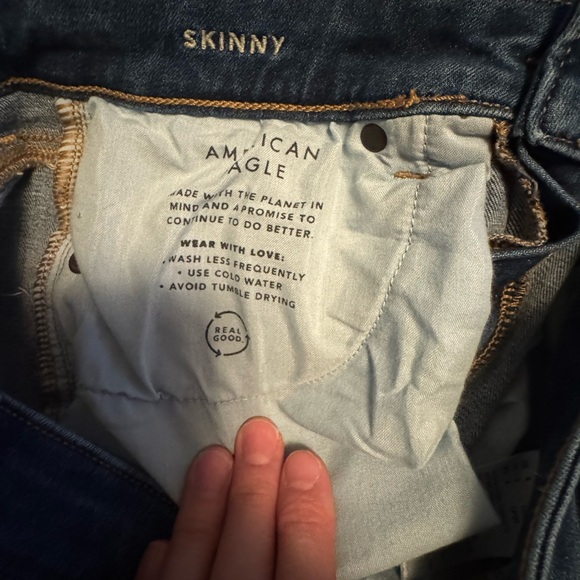 SKINNY
AMERICAN
EAGLE
MADE WITH THE PLANET IN
MIND AND A PROMISE TO
CONTINUE TO DO BETTER.
WEAR WITH LOVE:
• WASH LESS FREQUENTLY
• USE COLD WATER
• AVOID TUMBLE DRYING
REAL
GOOD.